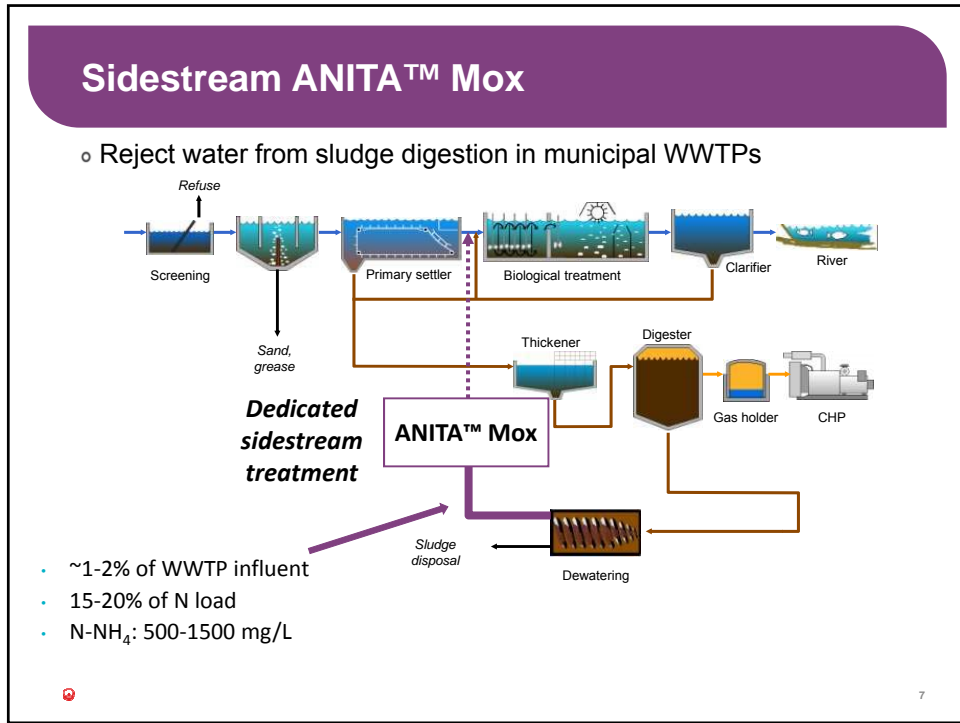 Sidestream ANITA™ Mox
Reject water from sludge digestion in municipal WWTPs
Refuse
Screening
Primary settler
Biological treatment
Clarifier
River
Sand,
grease
Thickener
Digester
Gas holder
CHP
Dedicated
sidestream
treatment
ANITA™ Mox
Sludge
disposal
Dewatering
~1-2% of WWTP influent
15-20% of N load
N-NH₄: 500-1500 mg/L
7